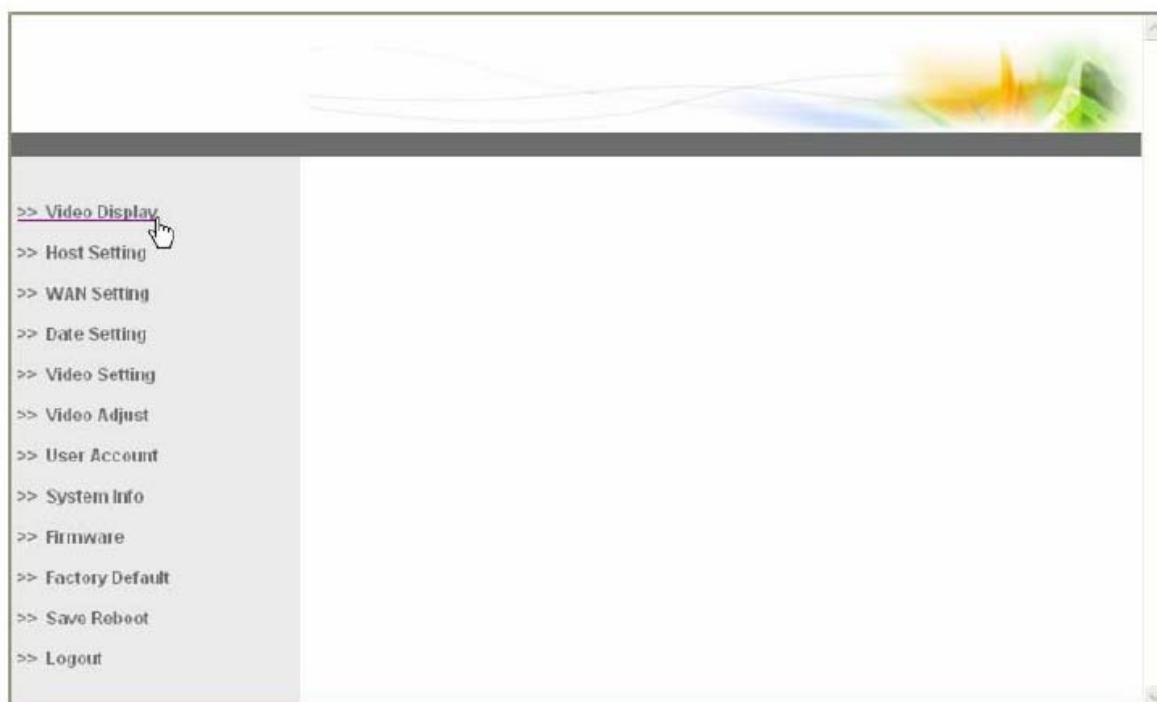 >> Video Display
>> Host Setting
>> WAN Setting
>> Date Setting
>> Video Setting
>> Video Adjust
>> User Account
>> System Info
>> Firmware
>> Factory Default
>> Save Reboot
>> Logout